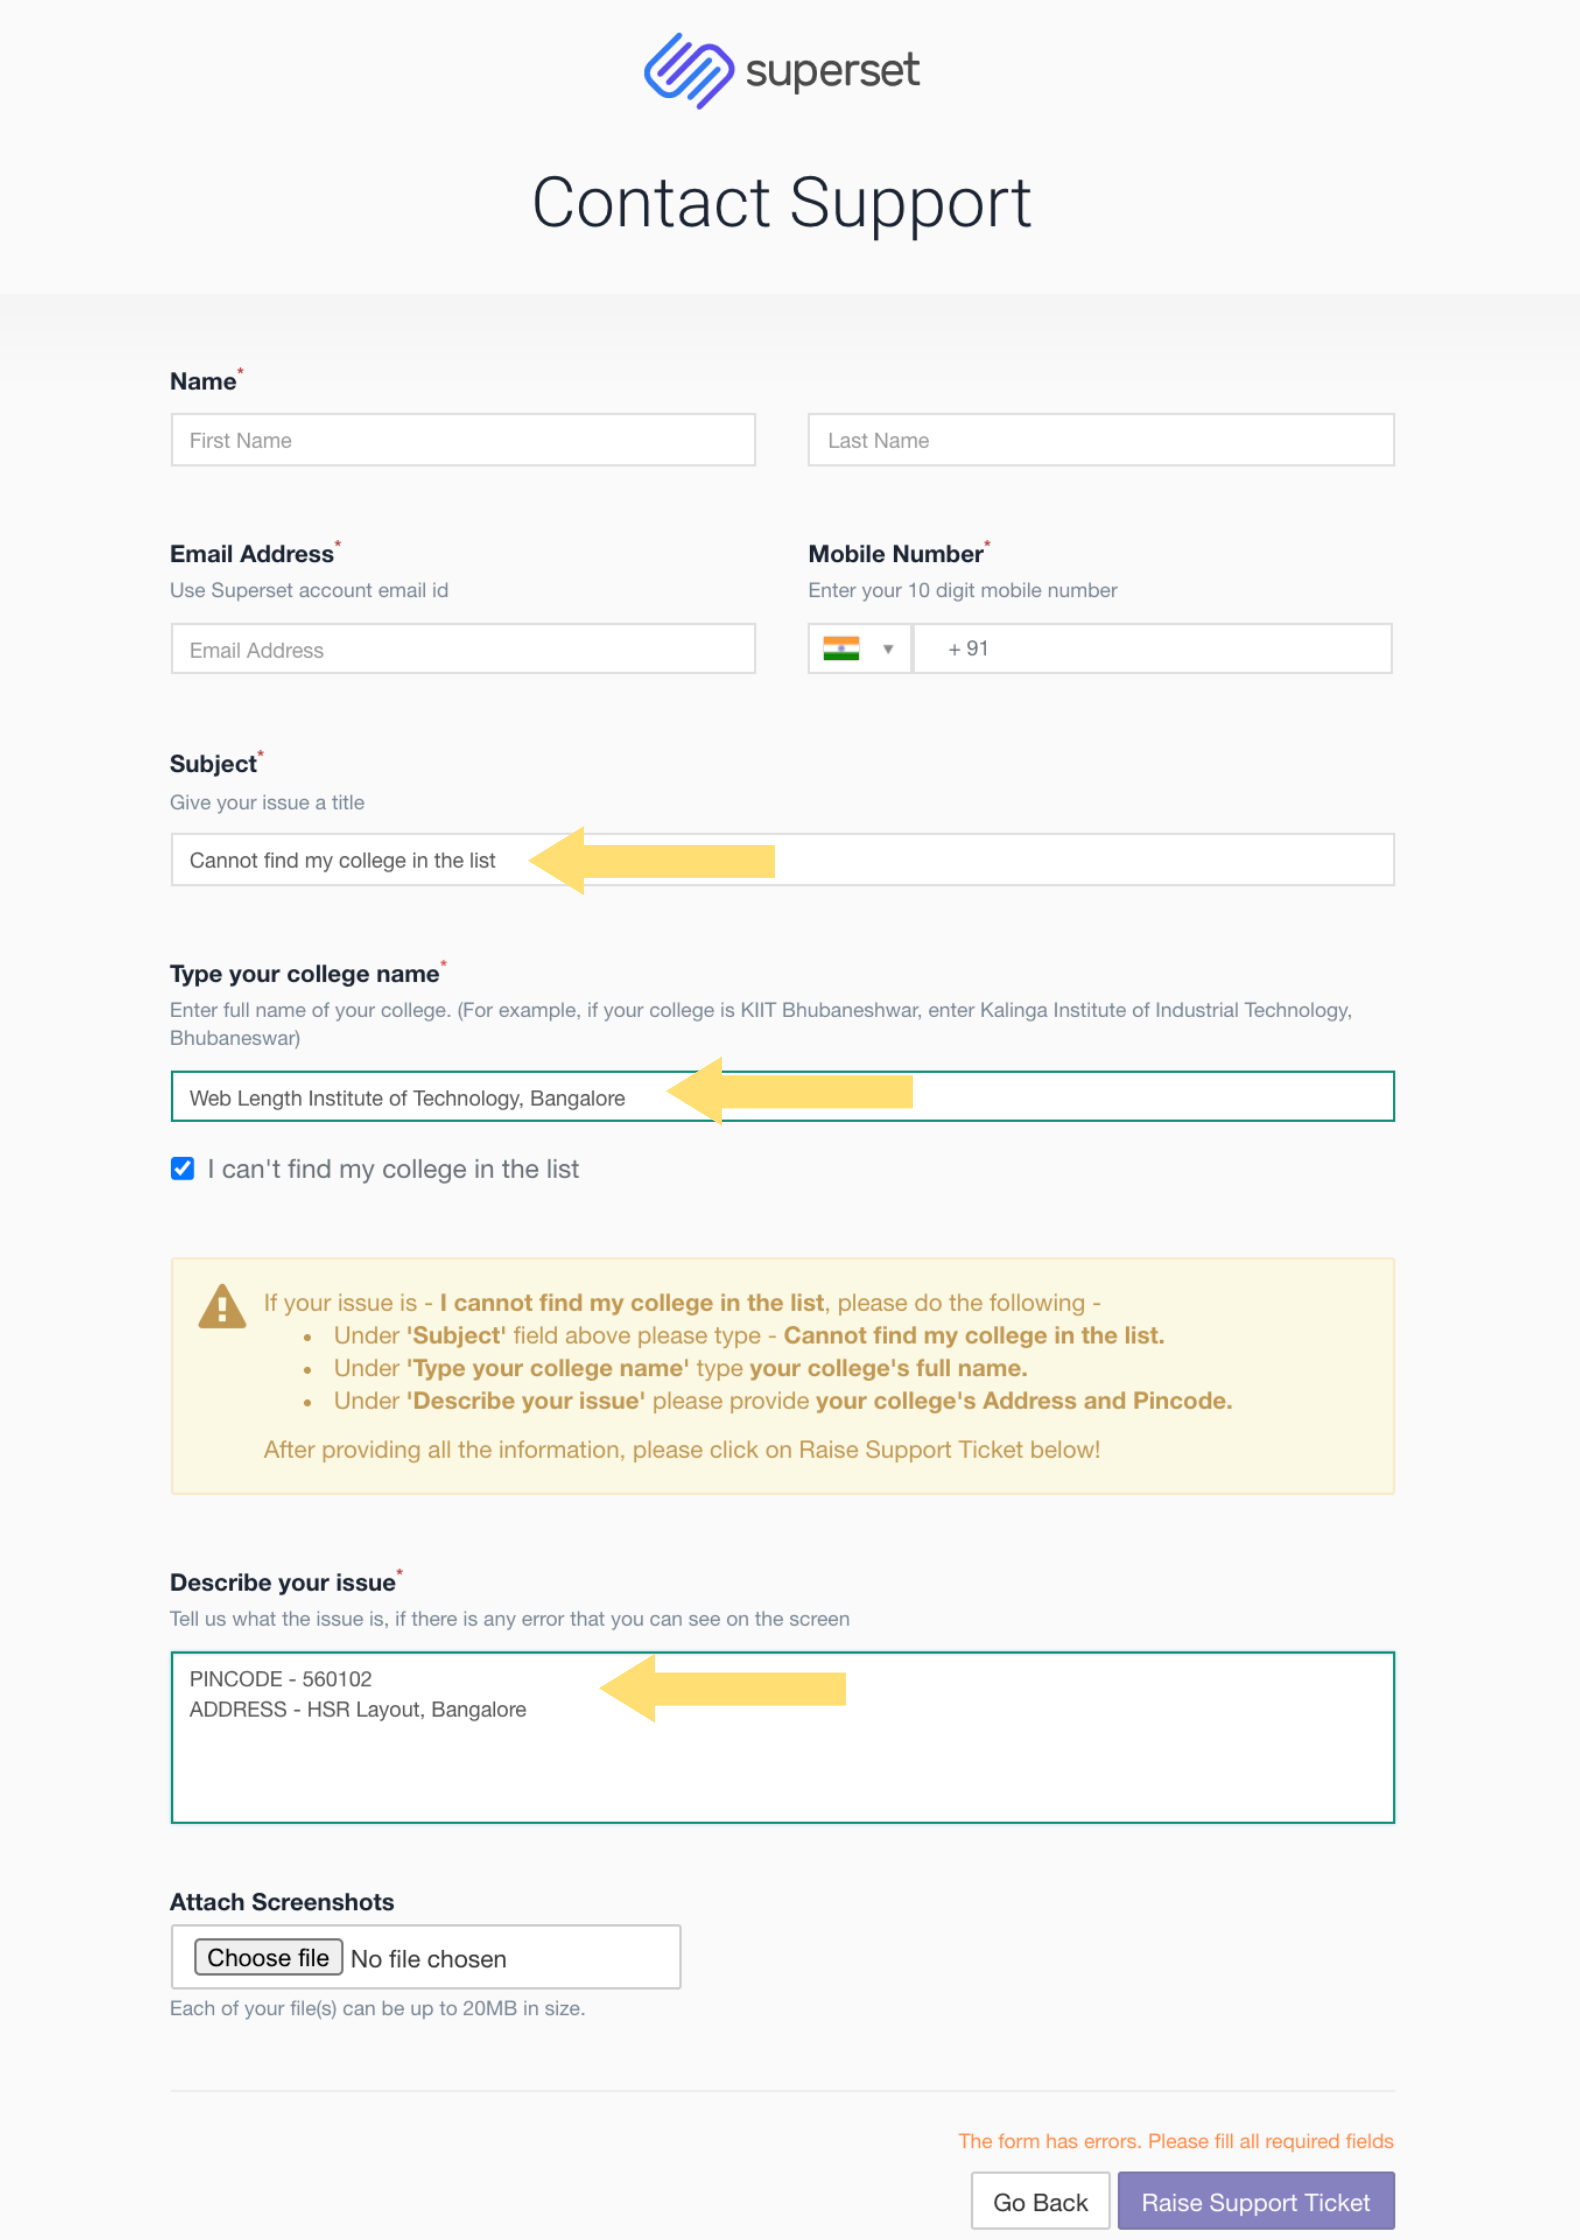 superset
Contact Support
Name*
First Name
Last Name
Email Address*
Mobile Number*
Use Superset account email id
Enter your 10 digit mobile number
Email Address
+ 91
Subject*
Give your issue a title
Cannot find my college in the list
Type your college name*
Enter full name of your college. (For example, if your college is KIIT Bhubaneshwar, enter Kalinga Institute of Industrial Technology,
Bhubaneswar)
Web Length Institute of Technology, Bangalore
I can't find my college in the list
If your issue is - I cannot find my college in the list, please do the following -
• Under 'Subject' field above please type - Cannot find my college in the list.
• Under 'Type your college name' type your college's full name.
• Under 'Describe your issue' please provide your college's Address and Pincode.
After providing all the information, please click on Raise Support Ticket below!
Describe your issue*
Tell us what the issue is, if there is any error that you can see on the screen
PINCODE - 560102
ADDRESS - HSR Layout, Bangalore
Attach Screenshots
Choose file No file chosen
Each of your file(s) can be up to 20MB in size.
The form has errors. Please fill all required fields
Go Back
Raise Support Ticket